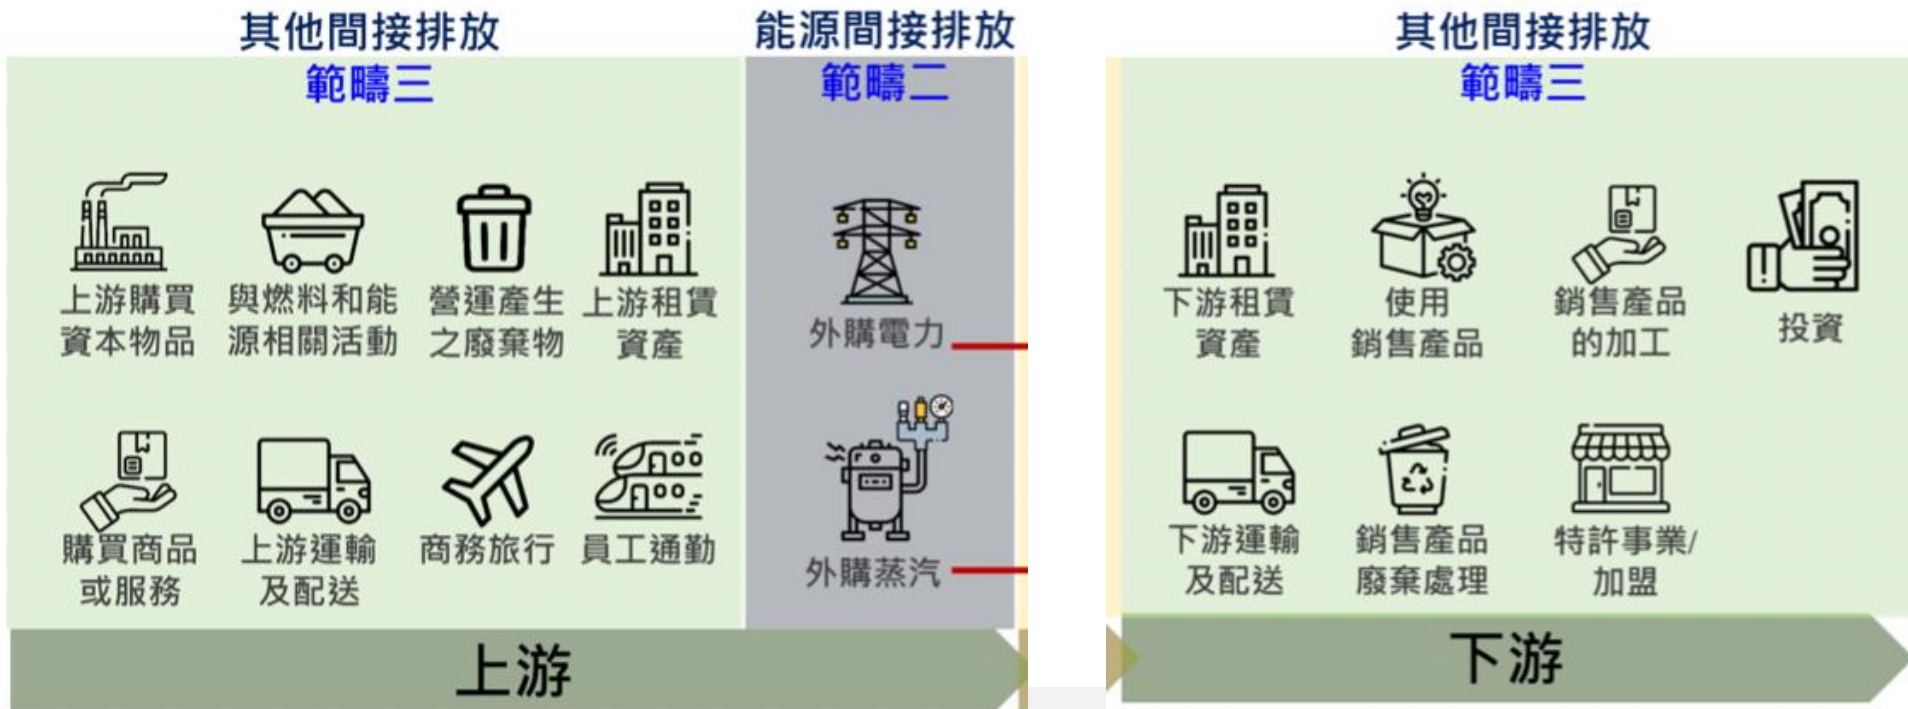 其他間接排放
範疇三
上游購買
資本物品
與燃料和能
源相關活動
營運產生
之廢棄物
上游租賃
資產
購買商品
或服務
上游運輸
及配送
商務旅行
員工通勤
能源間接排放
範疇二
外購電力
外購蒸汽
上游
其他間接排放
範疇三
下游租賃
資產
使用
銷售產品
銷售產品
的加工
投資
下游運輸
及配送
銷售產品
廢棄處理
特許事業/
加盟
下游